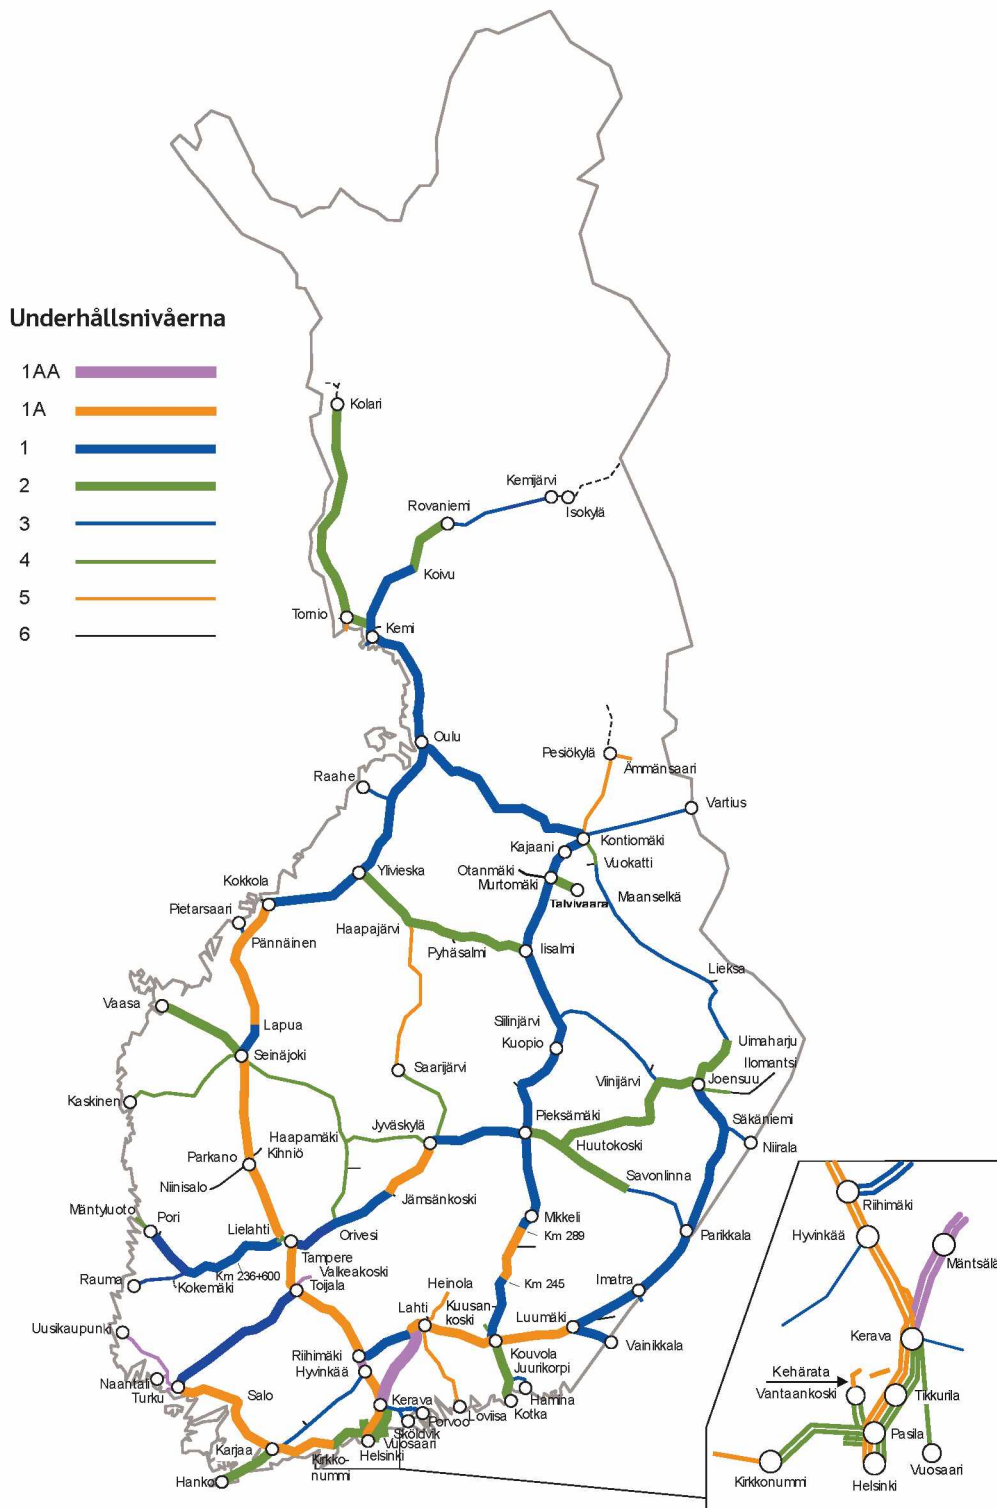 Underhållsnivåerna
1AA
1A
1
2
3
4
5
6
Kolari
Kemijärvi
Isokylä
Rovaniemi
Koivu
Tornio
Kemi
Oulu
Pesiökylä
Ämmänsaari
Raahe
Vartius
Kontiomäki
Kajaani
Vuokatti
Otanmäki
Murtomäki
Talvivaara
Maanselkä
Ylivieska
Kokkola
Pietarsaari
Pännäinen
Haapajärvi
Pyhäsalmi
Iisalmi
Lieksa
Vaasa
Lapua
Siilinjärvi
Kuopio
Uimaharju
Ilomantsi
Seinäjoki
Saarijärvi
Viinijärvi
Joensuu
Kaskinen
Haapamäki
Kihniö
Jyväskylä
Pieksämäki
Säkäniemi
Niirala
Huutokoski
Parkano
Niinisalo
Savonlinna
Jämsänkoski
Mäntyluoto
Pori
Lielahti
Orivesi
Mikkeli
Km 289
Parikkala
Tampere
Valkeakoski
Km 236+600
Kokemäki
Rauma
Toijala
Heinola
Km 245
Imatra
Kuusan-
koski
Lahti
Luumäki
Uusikaupunki
Vainikkala
Riihimäki
Hyvinkää
Kouvola
Juurikorpi
Naantali
Turku
Salo
Kerava
Porvoo
Sköldvik
Loviisa
Hamina
Kotka
Vuosaari
Helsinki
Karjaa
Kirkko-
nummi
Hanko
Riihimäki
Hyvinkää
Mäntsälä
Kerava
Kehärata
Vantaankoski
Tikkurila
Pasila
Kirkkonummi
Helsinki
Vuosaari